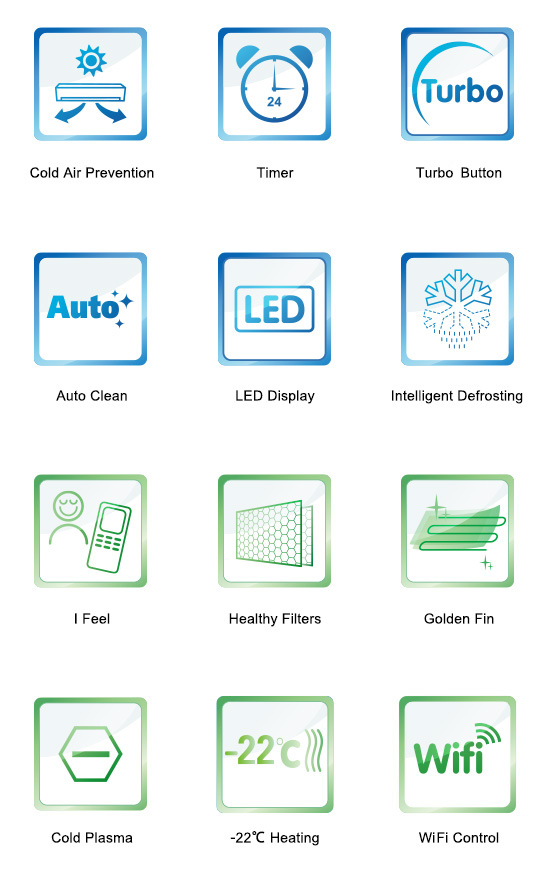 24
Turbo
Cold Air Prevention
Timer
Turbo Button
Auto
LED
Auto Clean
LED Display
Intelligent Defrosting
I Feel
Healthy Filters
Golden Fin
-22℃
Wifi
Cold Plasma
-22℃ Heating
WiFi Control